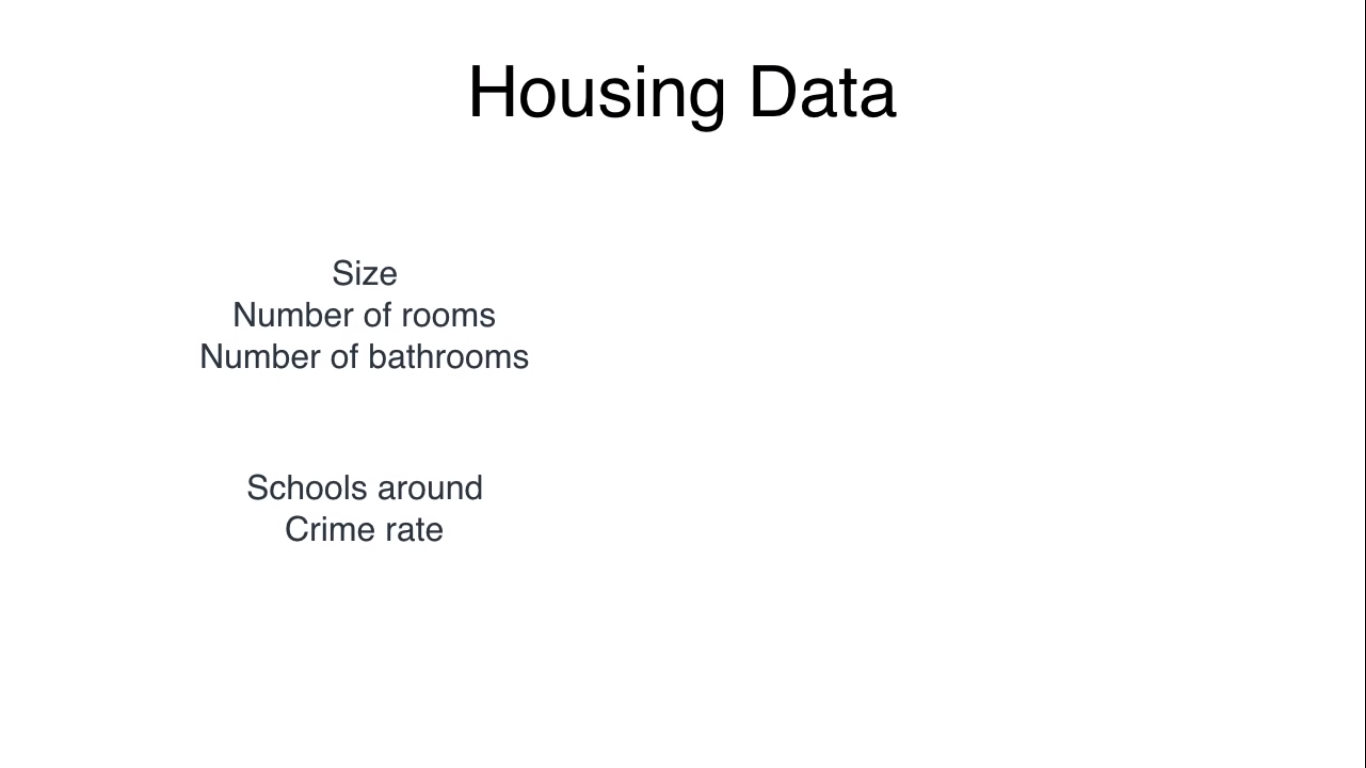 Housing Data
Size
Number of rooms
Number of bathrooms
Schools around
Crime rate